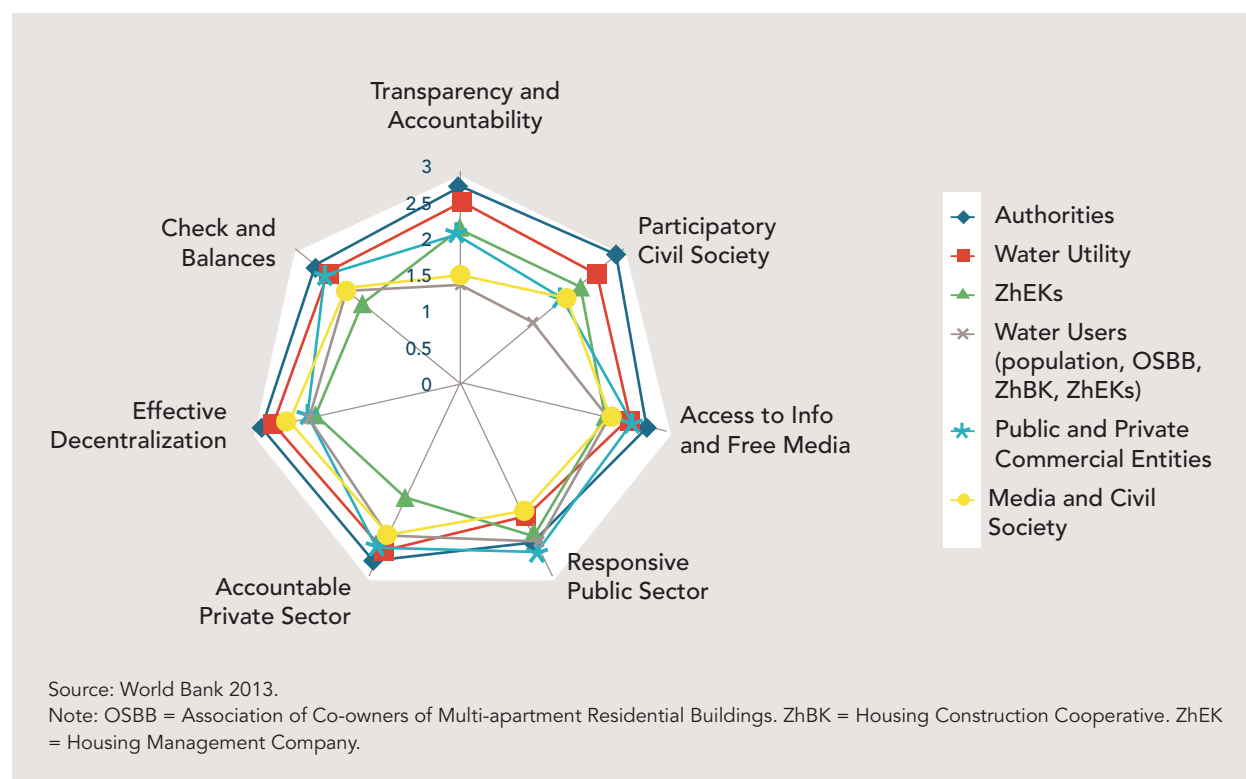 Transparency and
Accountability
3
2.5
2
1.5
1
0.5
0
Participatory
Civil Society
Access to Info
and Free Media
Responsive
Public Sector
Accountable
Private Sector
Effective
Decentralization
Check and
Balances
Authorities
Water Utility
ZhEKs
Water Users
(population, OSBB,
ZhBK, ZhEKs)
Public and Private
Commercial Entities
Media and Civil
Society
Source: World Bank 2013.
Note: OSBB = Association of Co-owners of Multi-apartment Residential Buildings. ZhBK = Housing Construction Cooperative. ZhEK
= Housing Management Company.